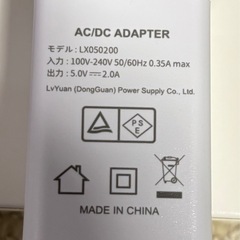 AC/DC ADAPTER
モデル : LX050200
入力 : 100V-240V 50/60Hz 0.35A max
出力 : 5.0V⎓2.0A
LvYuan (DongGuan) Power Supply Co., Ltd.
P
S E
MADE IN CHINA